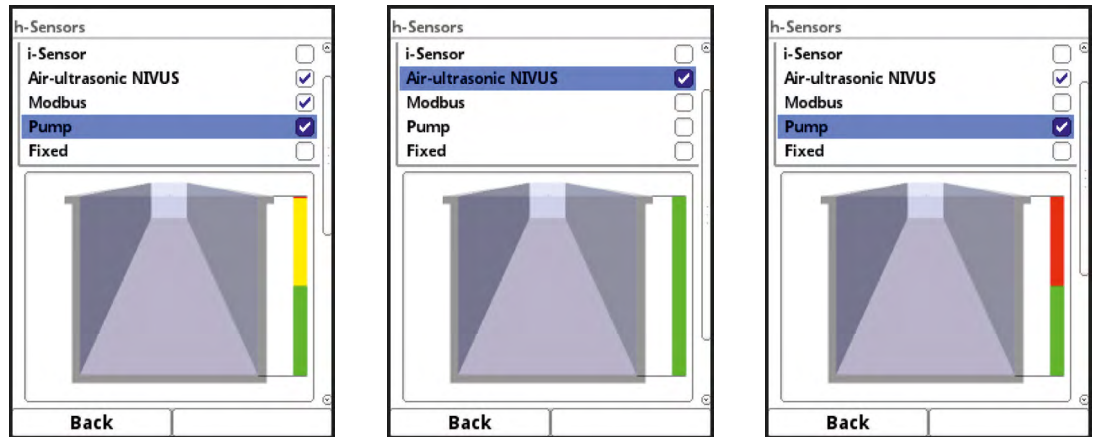 h-Sensors
i-Sensor
Air-ultrasonic NIVUS
Modbus
Pump
Fixed
Back
h-Sensors
i-Sensor
Air-ultrasonic NIVUS
Modbus
Pump
Fixed
Back
h-Sensors
i-Sensor
Air-ultrasonic NIVUS
Modbus
Pump
Fixed
Back